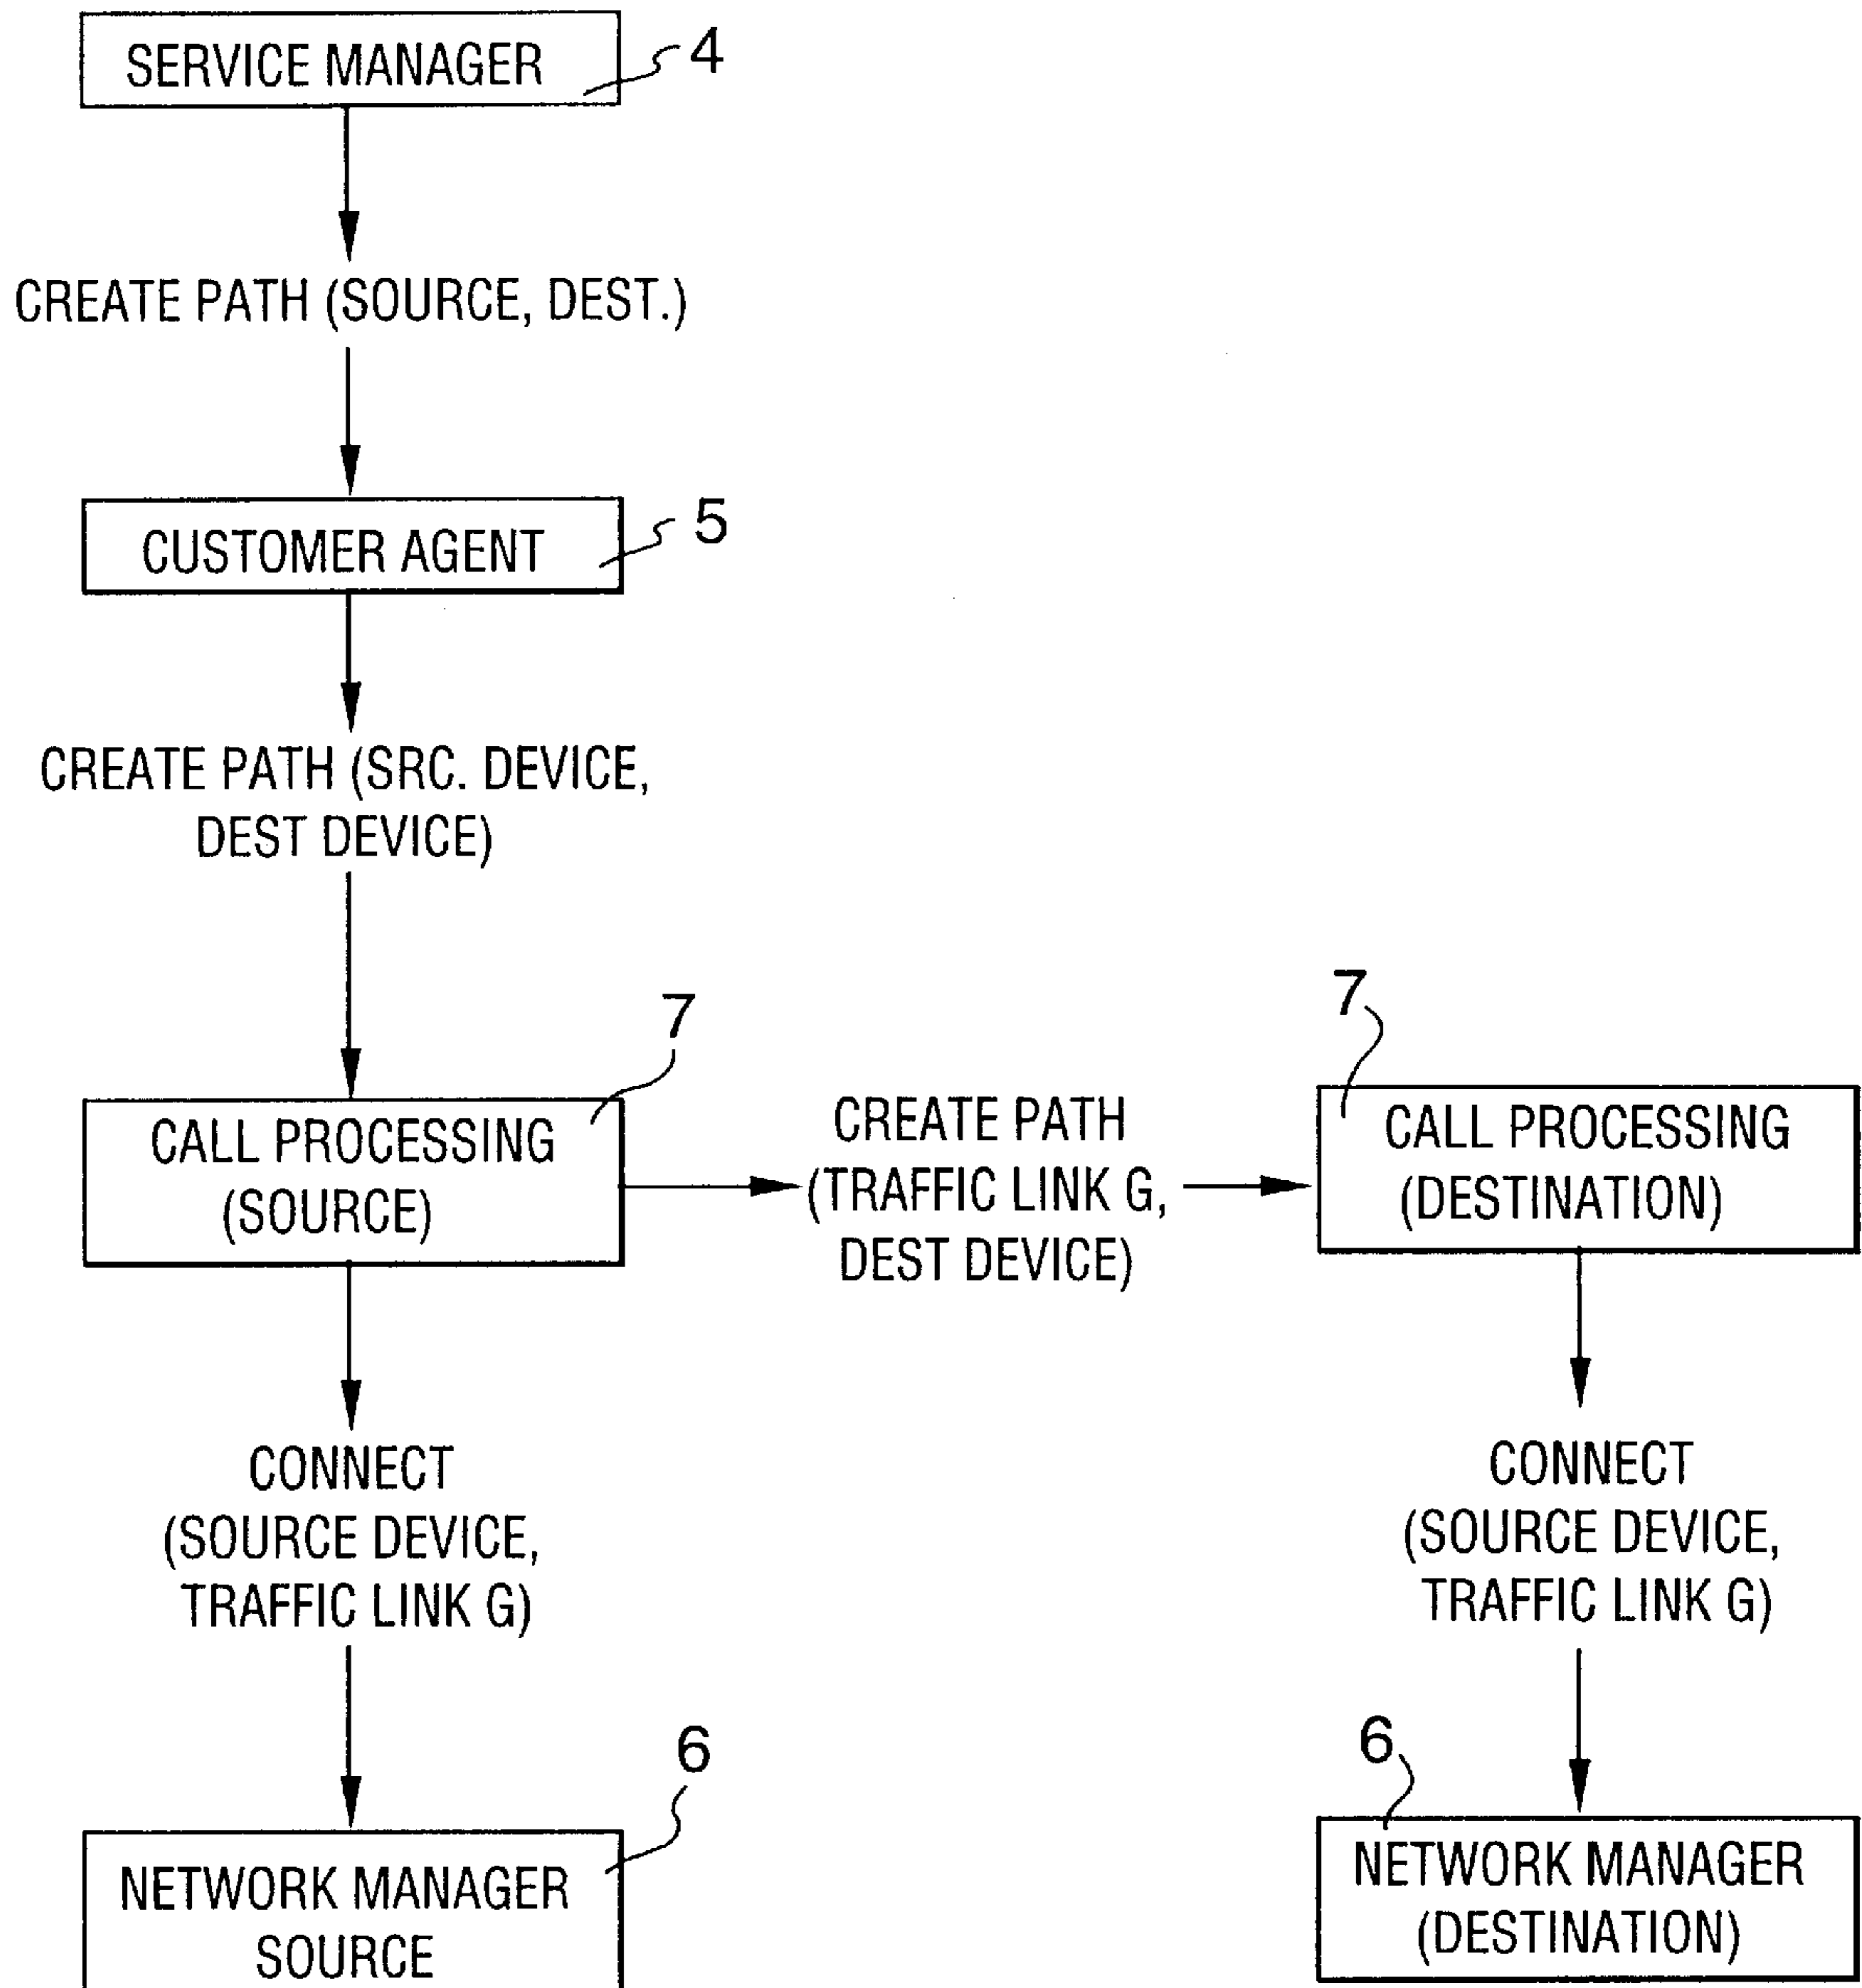 SERVICE MANAGER
4
CREATE PATH (SOURCE, DEST.)
CUSTOMER AGENT
5
CREATE PATH (SRC. DEVICE,
DEST DEVICE)
7
CALL PROCESSING
(SOURCE)
CREATE PATH
(TRAFFIC LINK G,
DEST DEVICE)
7
CALL PROCESSING
(DESTINATION)
CONNECT
(SOURCE DEVICE,
TRAFFIC LINK G)
CONNECT
(SOURCE DEVICE,
TRAFFIC LINK G)
6
NETWORK MANAGER
SOURCE
6
NETWORK MANAGER
(DESTINATION)